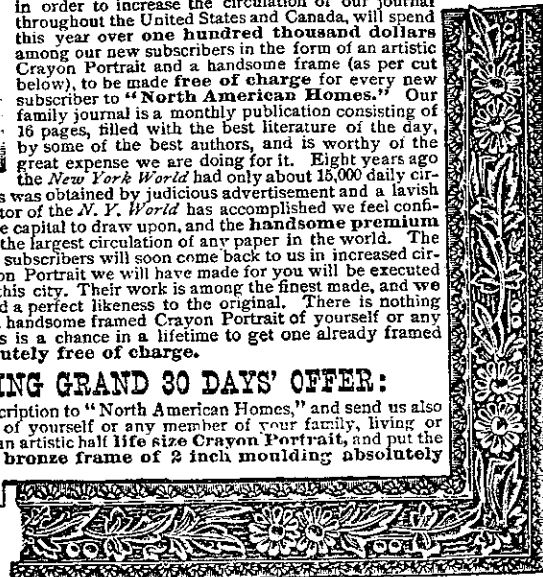 in order to increase the circulation of our journal
throughout the United States and Canada, will spend
this year over one hundred thousand dollars
among our new subscribers in the form of an artistic
Crayon Portrait and a handsome frame (as per cut
below), to be made free of charge for every new
subscriber to "North American Homes." Our
family journal is a monthly publication consisting of
16 pages, filled with the best literature of the day,
by some of the best authors, and is worthy of the
great expense we are doing for it. Eight years ago
the New York World had only about 15,000 daily cir-
s was obtained by judicious advertisement and a lavish
tor of the N. Y. World has accomplished we feel confi-
e capital to draw upon, and the handsome premium
the largest circulation of any paper in the world. The
subscribers will soon come back to us in increased cir-
on Portrait we will have made for you will be executed
this city. Their work is among the finest made, and we
d a perfect likeness to the original. There is nothing
handsome framed Crayon Portrait of yourself or any
s is a chance in a lifetime to get one already framed
utely free of charge.
ING GRAND 30 DAYS' OFFER:
cription to "North American Homes," and send us also
of yourself or any member of your family, living or
an artistic half life size Crayon Portrait, and put the
bronze frame of 2 inch moulding absolutely